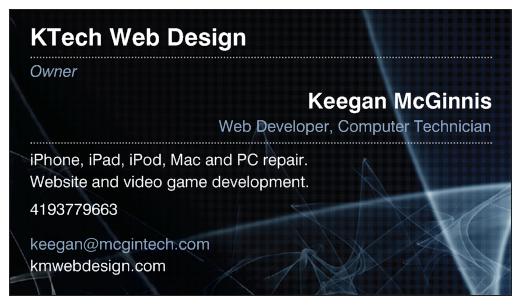 KTech Web Design
Owner
Keegan McGinnis
Web Developer, Computer Technician
iPhone, iPad, iPod, Mac and PC repair.
Website and video game development.
4193779663
keegan@mcgintech.com
kmwebdesign.com